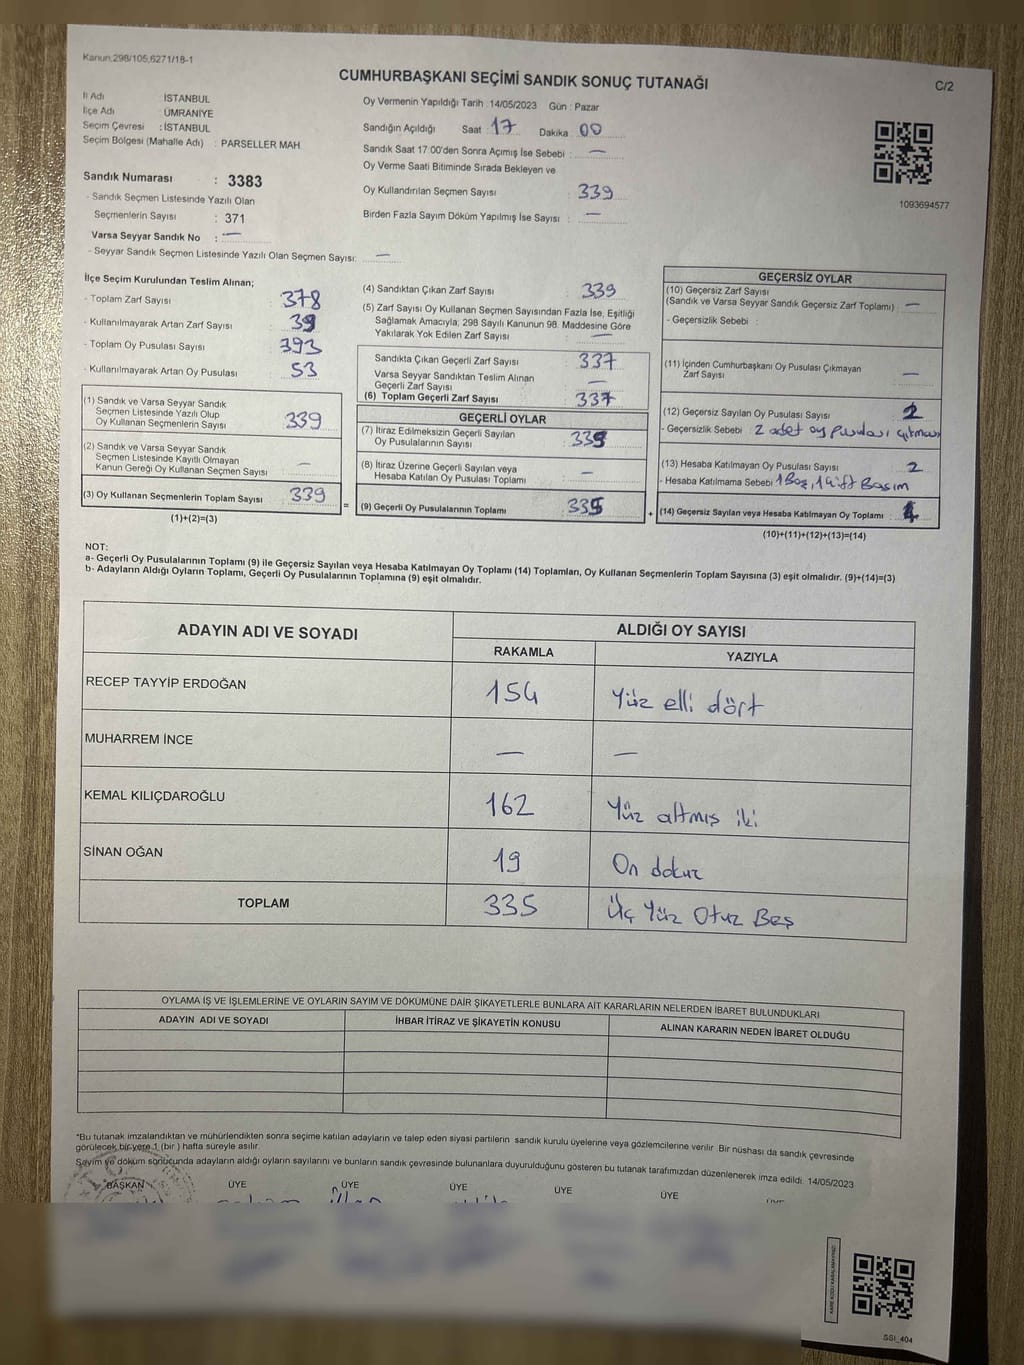 Kanun.298/105,6271/18-1
CUMHURBAŞKANI SEÇİMİ SANDIK SONUÇ TUTANAĞI
C/2
İl Adı İSTANBUL
İlçe Adı ÜMRANİYE
Seçim Çevresi : İSTANBUL
Seçim Bölgesi (Mahalle Adı) : PARSELLER MAH
Oy Vermenin Yapıldığı Tarih 14/05/2023 Gün : Pazar
Sandığın Açıldığı Saat : 17 Dakika : 00
Sandık Saat 17:00'den Sonra Açımış İse Sebebi : —
Oy Verme Saati Bitiminde Sırada Bekleyen ve
Oy Kullandırılan Seçmen Sayısı : 339
Birden Fazla Sayım Döküm Yapılmış İse Sayısı : —
1093694577
Sandık Numarası : 3383
- Sandık Seçmen Listesinde Yazılı Olan
Seçmenlerin Sayısı : 371
Varsa Seyyar Sandık No : —
- Seyyar Sandık Seçmen Listesinde Yazılı Olan Seçmen Sayısı: —
İlçe Seçim Kurulundan Teslim Alınan;
- Toplam Zarf Sayısı 378
- Kullanılmayarak Artan Zarf Sayısı 39
- Toplam Oy Pusulası Sayısı 393
- Kullanılmayarak Artan Oy Pusulası 53
(1) Sandık ve Varsa Seyyar Sandık
Seçmen Listesinde Yazılı Olup
Oy Kullanan Seçmenlerin Sayısı 339
(2) Sandık ve Varsa Seyyar Sandık
Seçmen Listesinde Kayıtlı Olmayan
Kanun Gereği Oy Kullanan Seçmen Sayısı —
(3) Oy Kullanan Seçmenlerin Toplam Sayısı 339
(1)+(2)=(3)
(4) Sandıktan Çıkan Zarf Sayısı 339
(5) Zarf Sayısı Oy Kullanan Seçmen Sayısından Fazla İse, Eşitliği
Sağlamak Amacıyla; 298 Sayılı Kanunun 98. Maddesine Göre
Yakılarak Yok Edilen Zarf Sayısı —
Sandıkta Çıkan Geçerli Zarf Sayısı 337
Varsa Seyyar Sandıktan Teslim Alınan
Geçerli Zarf Sayısı —
(6) Toplam Geçerli Zarf Sayısı 337
GEÇERLİ OYLAR
(7) İtiraz Edilmeksizin Geçerli Sayılan
Oy Pusulalarının Sayısı 335
(8) İtiraz Üzerine Geçerli Sayılan veya
Hesaba Katılan Oy Pusulası Toplamı —
=
(9) Geçerli Oy Pusulalarının Toplamı 335
+
GEÇERSİZ OYLAR
(10) Geçersiz Zarf Sayısı
(Sandık ve Varsa Seyyar Sandık Geçersiz Zarf Toplamı) —
- Geçersizlik Sebebi :
(11) İçinden Cumhurbaşkanı Oy Pusulası Çıkmayan
Zarf Sayısı —
(12) Geçersiz Sayılan Oy Pusulası Sayısı 2
- Geçersizlik Sebebi : 2 adet oy pusulası
(13) Hesaba Katılmayan Oy Pusulası Sayısı 2
- Hesaba Katılmama Sebebi 1 Boş, 1 Çift Basım
(14) Geçersiz Sayılan veya Hesaba Katılmayan Oy Toplamı 4
(10)+(11)+(12)+(13)=(14)
NOT:
a- Geçerli Oy Pusulalarının Toplamı (9) ile Geçersiz Sayılan veya Hesaba Katılmayan Oy Toplamı (14) Toplamları, Oy Kullanan Seçmenlerin Toplam Sayısına (3) eşit olmalıdır. (9)+(14)=(3)
b- Adayların Aldığı Oyların Toplamı, Geçerli Oy Pusulalarının Toplamına (9) eşit olmalıdır.
ADAYIN ADI VE SOYADI
ALDIĞI OY SAYISI
RAKAMLA YAZIYLA
RECEP TAYYİP ERDOĞAN 154 Yüz elli dört
MUHARREM İNCE — —
KEMAL KILIÇDAROĞLU 162 Yüz altmış iki
SİNAN OĞAN 19 On dokuz
TOPLAM 335 Üç Yüz Otuz Beş
OYLAMA İŞ VE İŞLEMLERİNE VE OYLARIN SAYIM VE DÖKÜMÜNE DAİR ŞİKAYETLERLE BUNLARA AİT KARARLARIN NELERDEN İBARET BULUNDUKLARI
ADAYIN ADI VE SOYADI İHBAR İTİRAZ VE ŞİKAYETİN KONUSU ALINAN KARARIN NEDEN İBARET OLDUĞU
*Bu tutanak imzalandıktan ve mühürlendikten sonra seçime katılan adayların ve talep eden siyasi partilerin sandık kurulu üyelerine veya gözlemcilerine verilir. Bir nüshası da sandık çevresinde
görülecek bir yere 1 (bir) hafta süreyle asılır.
Sayım ve döküm sonucunda adayların aldığı oyların sayılarını ve bunların sandık çevresinde bulunanlara duyurulduğunu gösteren bu tutanak tarafımızdan düzenlenerek imza edildi. 14/05/2023
BAŞKAN ÜYE ÜYE ÜYE ÜYE ÜYE
SSI_404